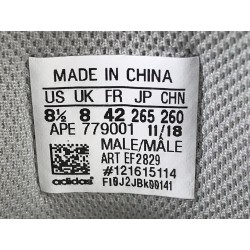 MADE IN CHINA
US UK FR JP CHN
8½ 8 42 265 260
APE 779001 11/18
MALE/MÂLE
ART EF2829
#121615114
adidas F10J2JBk00141